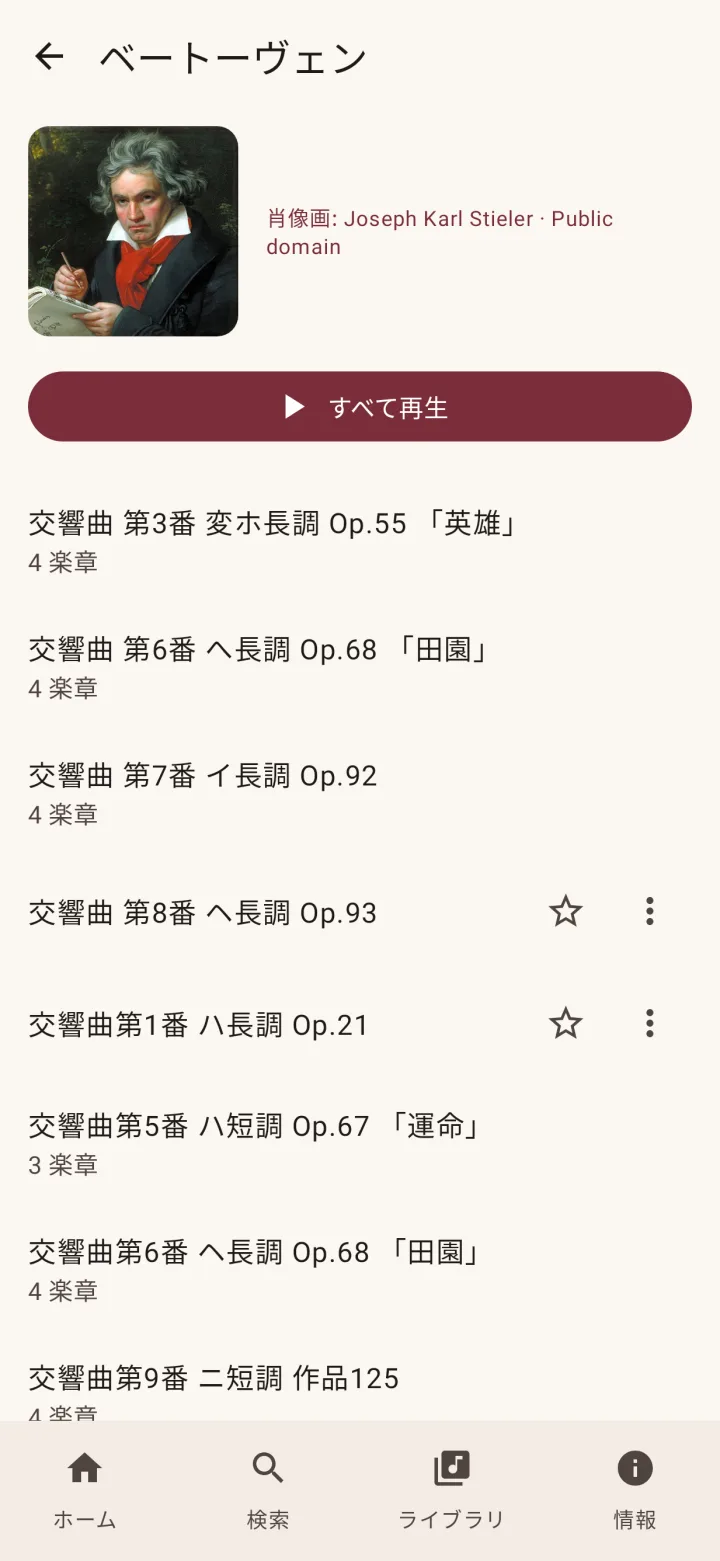 ベートーヴェン
肖像画: Joseph Karl Stieler · Public
domain
すべて再生
交響曲 第3番 変ホ長調 Op.55 「英雄」
4 楽章
交響曲 第6番 ヘ長調 Op.68 「田園」
4 楽章
交響曲 第7番 イ長調 Op.92
4 楽章
交響曲 第8番 ヘ長調 Op.93
交響曲第1番 ハ長調 Op.21
交響曲第5番 ハ短調 Op.67 「運命」
3 楽章
交響曲第6番 ヘ長調 Op.68 「田園」
4 楽章
交響曲第9番 ニ短調 作品125
4 楽章
ホーム
検索
ライブラリ
情報